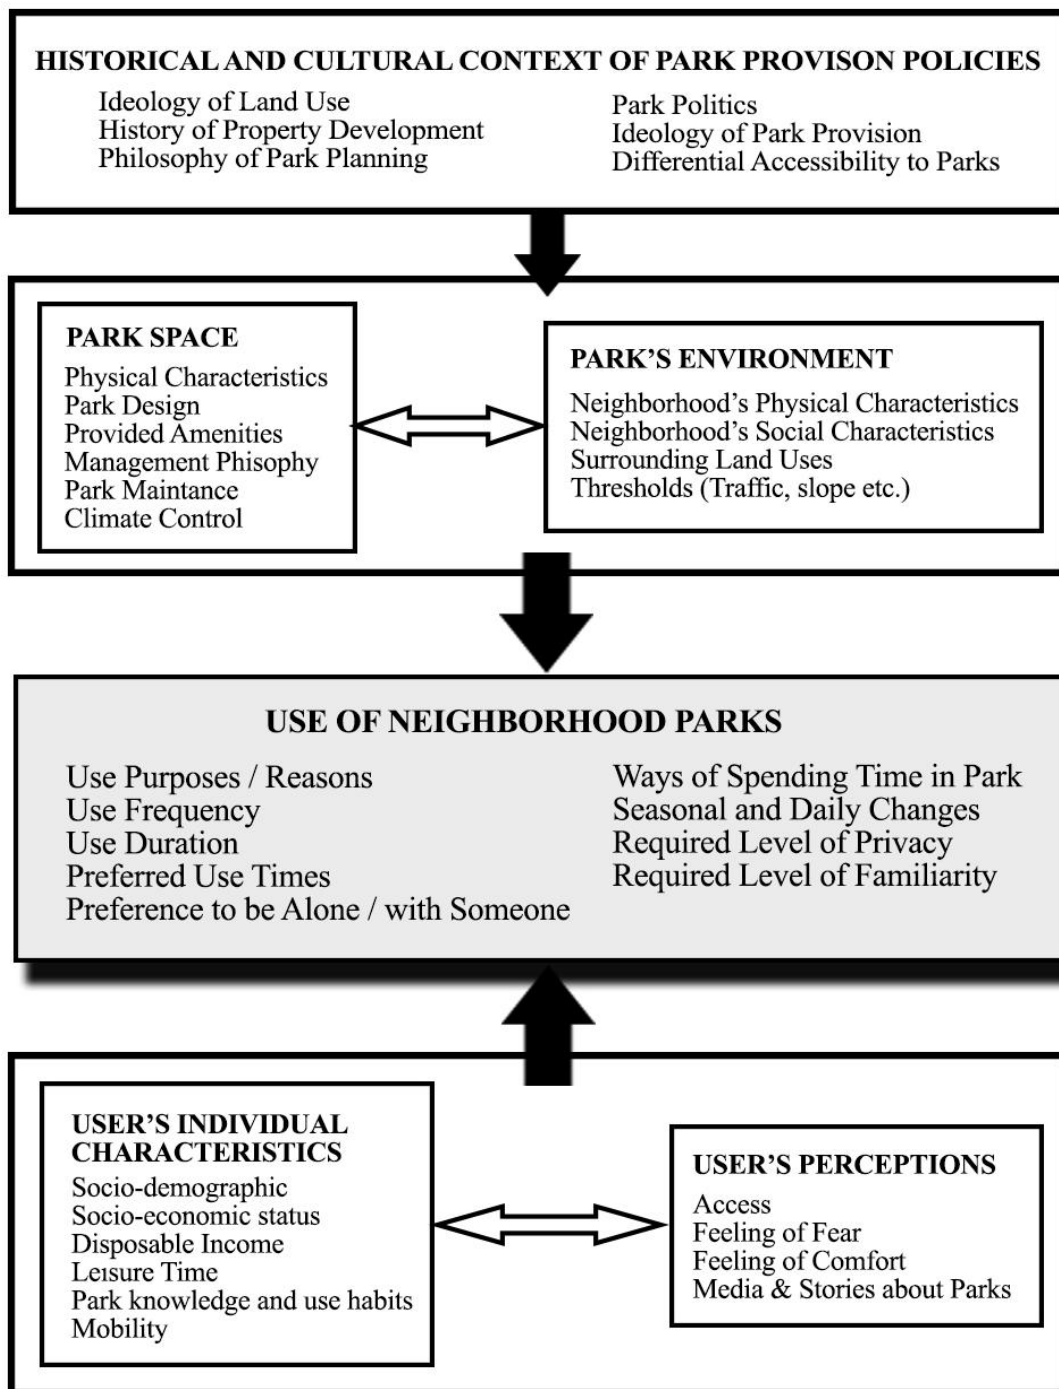 HISTORICAL AND CULTURAL CONTEXT OF PARK PROVISON POLICIES
Ideology of Land Use
History of Property Development
Philosophy of Park Planning
Park Politics
Ideology of Park Provision
Differential Accessibility to Parks
PARK SPACE
Physical Characteristics
Park Design
Provided Amenities
Management Phisophy
Park Maintance
Climate Control
PARK'S ENVIRONMENT
Neighborhood's Physical Characteristics
Neighborhood's Social Characteristics
Surrounding Land Uses
Thresholds (Traffic, slope etc.)
USE OF NEIGHBORHOOD PARKS
Use Purposes / Reasons
Use Frequency
Use Duration
Preferred Use Times
Preference to be Alone / with Someone
Ways of Spending Time in Park
Seasonal and Daily Changes
Required Level of Privacy
Required Level of Familiarity
USER'S INDIVIDUAL
CHARACTERISTICS
Socio-demographic
Socio-economic status
Disposable Income
Leisure Time
Park knowledge and use habits
Mobility
USER'S PERCEPTIONS
Access
Feeling of Fear
Feeling of Comfort
Media & Stories about Parks